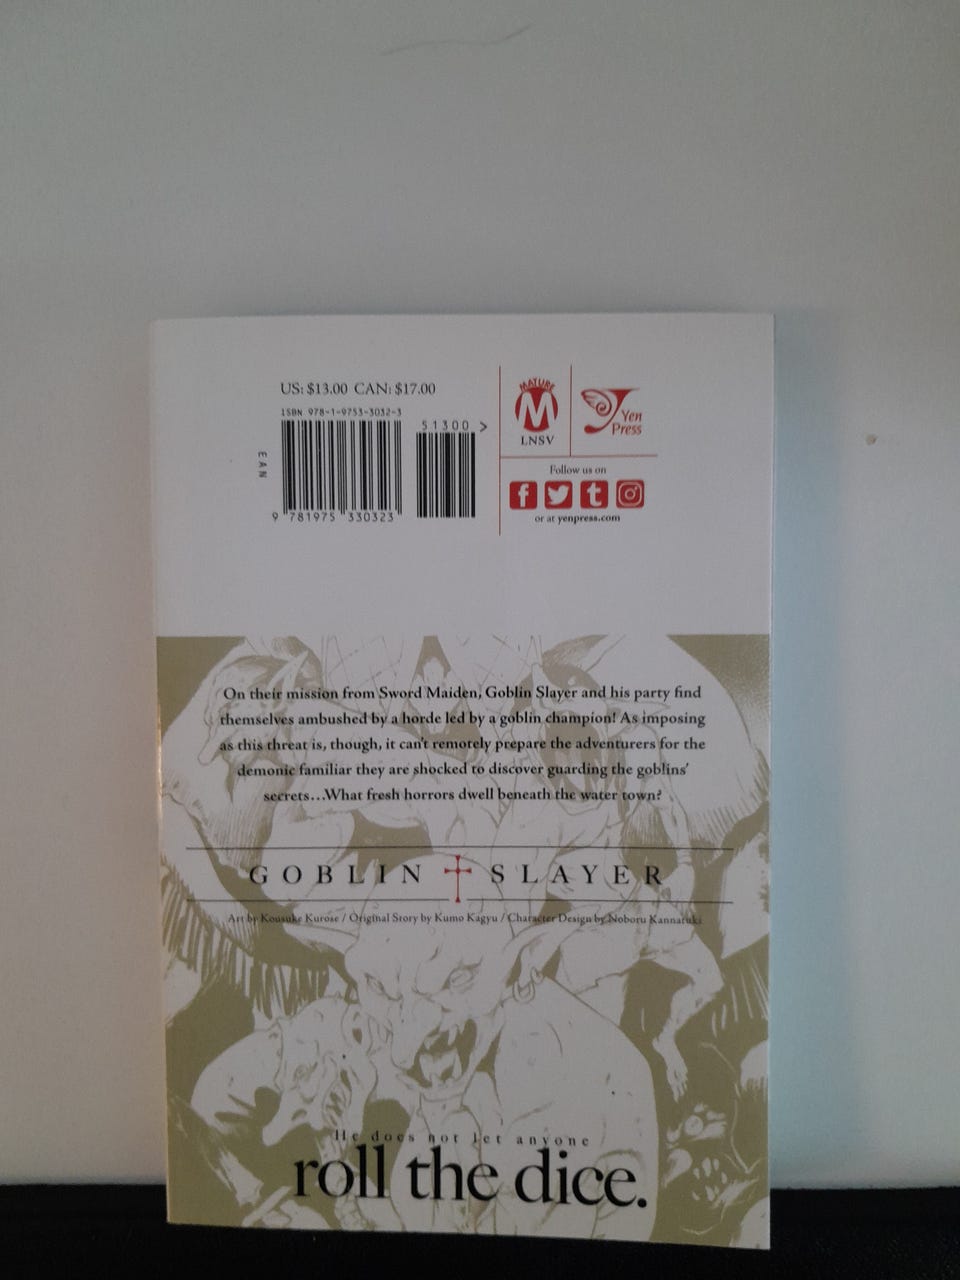 US: $13.00 CAN: $17.00
ISBN 978-1-9753-3032-3
51300 >
EAN
9 781975 330323
MATURE
M
LNSV
Yen
Press
Follow us on
f t
or at yenpress.com
On their mission from Sword Maiden, Goblin Slayer and his party find
themselves ambushed by a horde led by a goblin champion! As imposing
as this threat is, though, it can't remotely prepare the adventurers for the
demonic familiar they are shocked to discover guarding the goblins'
secrets...What fresh horrors dwell beneath the water town?
GOBLIN SLAYER
Art by Kousuke Kurose / Original Story by Kumo Kagyu / Character Design by Noboru Kannatuki
He does not let anyone
roll the dice.